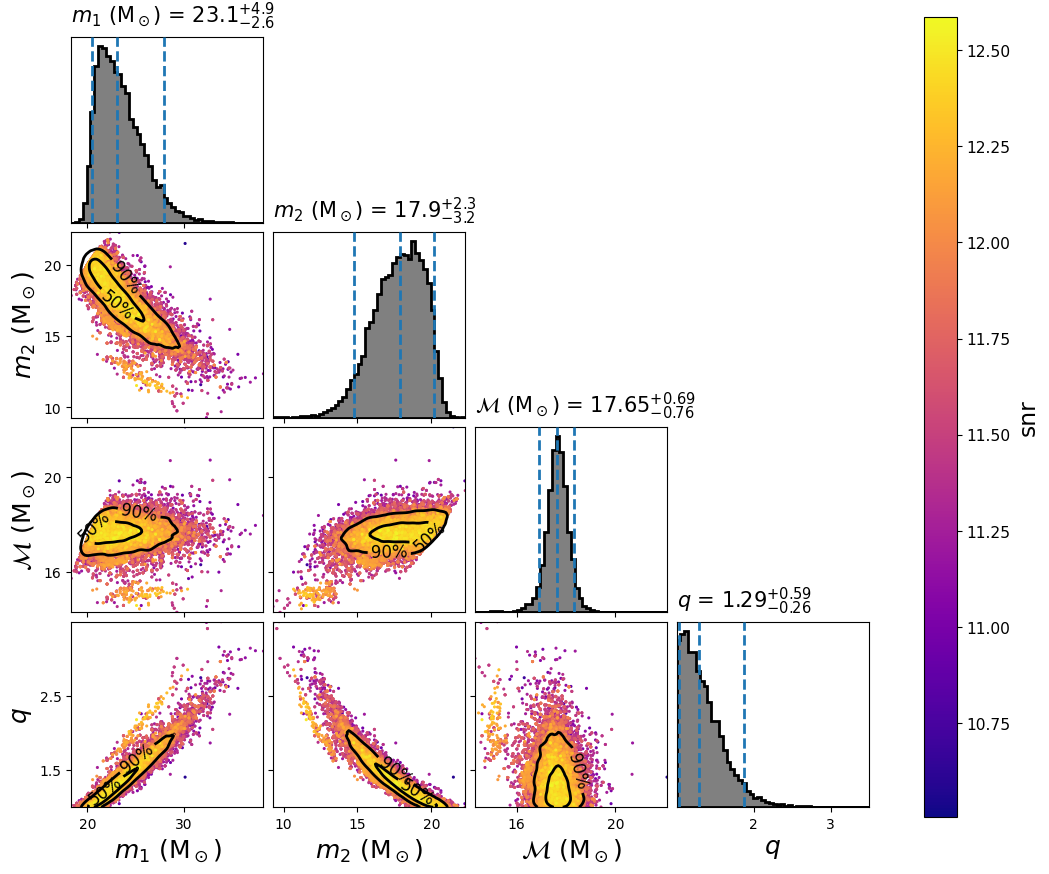 m₁ (M⊙) = 23.1 +4.9 −2.6
m₂ (M⊙) = 17.9 +2.3 −3.2
ℳ (M⊙) = 17.65 +0.69 −0.76
q = 1.29 +0.59 −0.26
m₂ (M⊙)
20
15
10
90%
50%
ℳ (M⊙)
20
16
50%
90%
90%
50%
q
2.5
1.5
90%
50%
90%
50%
90%
20
30
10
15
20
16
20
2
3
m₁ (M⊙)
m₂ (M⊙)
ℳ (M⊙)
q
12.50
12.25
12.00
11.75
11.50
11.25
11.00
10.75
snr